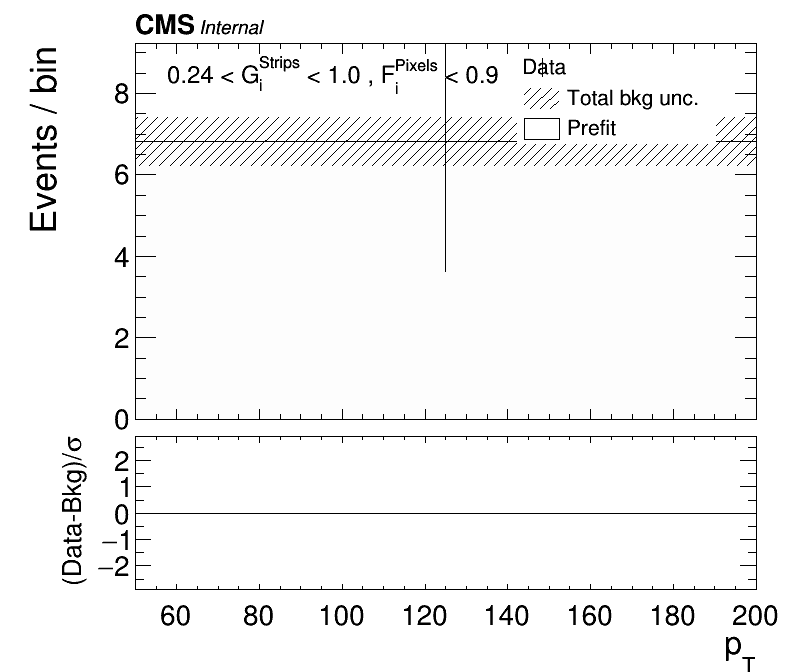 CMS Internal
0.24 < G_i^Strips < 1.0 , F_i^Pixels < 0.9
Data
Total bkg unc.
Prefit
Events / bin
8
6
4
2
0
(Data-Bkg)/σ
2
1
0
−1
−2
60 80 100 120 140 160 180 200
p_T